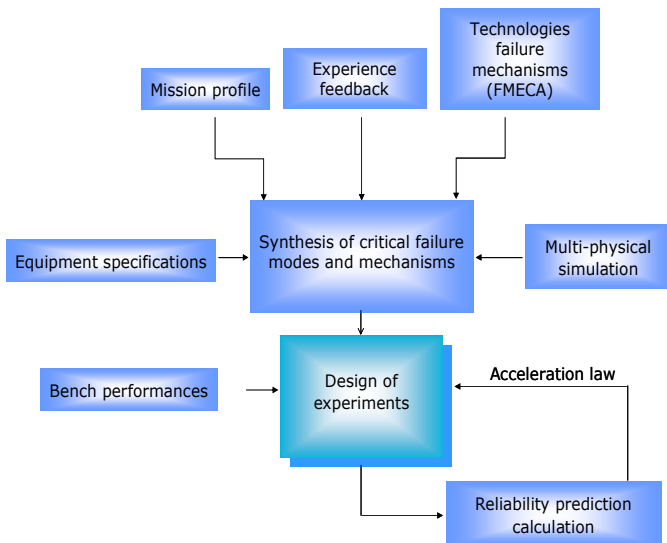 Technologies
failure
mechanisms
(FMECA)
Experience
feedback
Mission profile
Synthesis of critical failure
modes and mechanisms
Equipment specifications
Multi-physical
simulation
Design of
experiments
Acceleration law
Bench performances
Reliability prediction
calculation